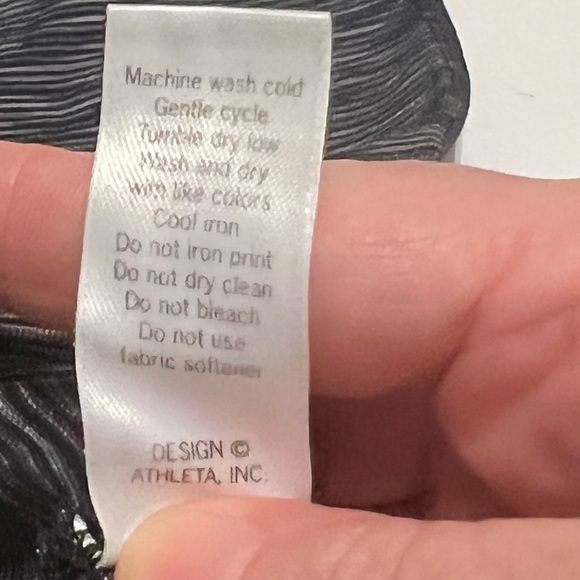 Machine wash cold
Gentle cycle
Tumble dry low
Wash and dry
with like colors
Cool iron
Do not iron print
Do not dry clean
Do not bleach
Do not use
fabric softener
DESIGN ©
ATHLETA, INC.